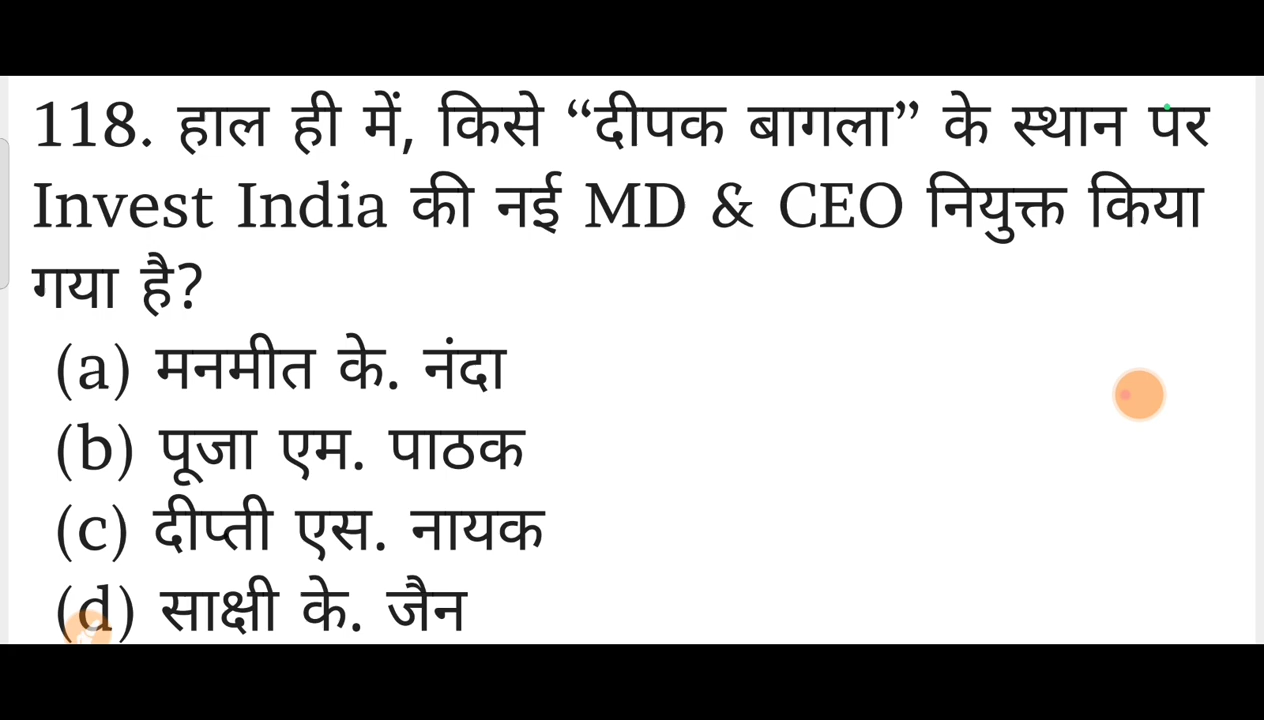 118. हाल ही में, किसे “दीपक बागला” के स्थान पर
Invest India की नई MD & CEO नियुक्त किया
गया है?
(a) मनमीत के. नंदा
(b) पूजा एम. पाठक
(c) दीप्ती एस. नायक
(d) साक्षी के. जैन